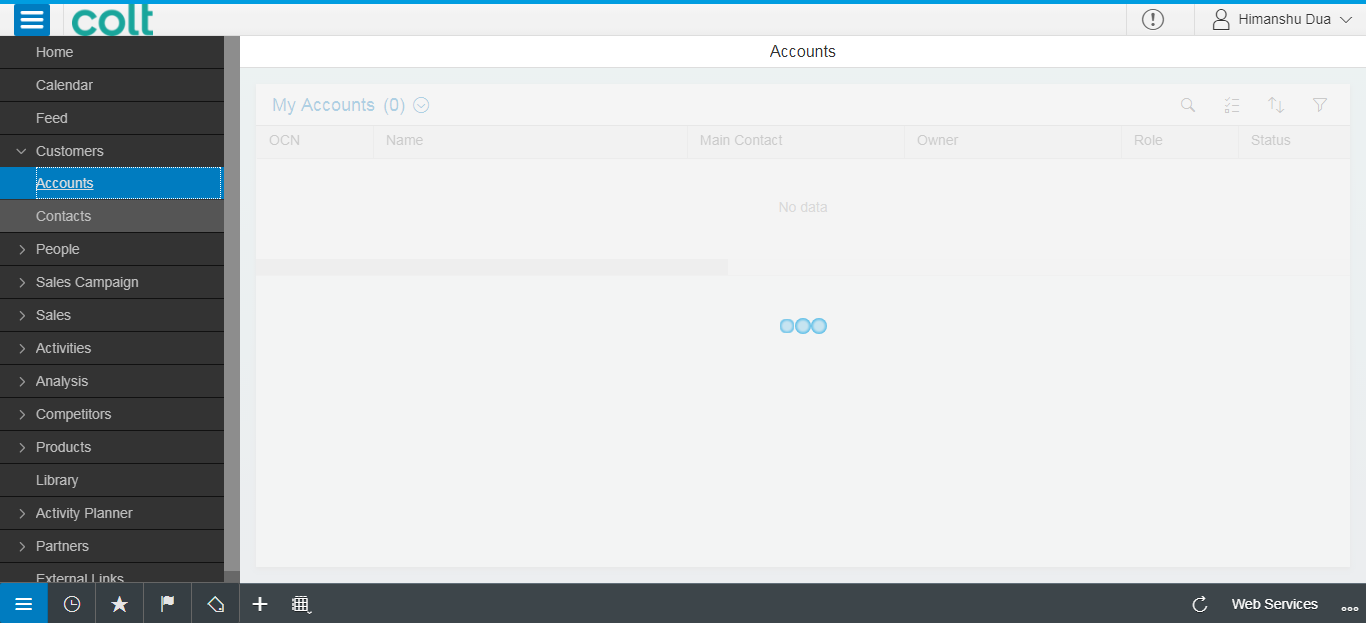 colt
Himanshu Dua
Home
Calendar
Feed
Customers
Accounts
Contacts
People
Sales Campaign
Sales
Activities
Analysis
Competitors
Products
Library
Activity Planner
Partners
External Links
Accounts
My Accounts (0)
OCN Name Main Contact Owner Role Status
No data
Web Services